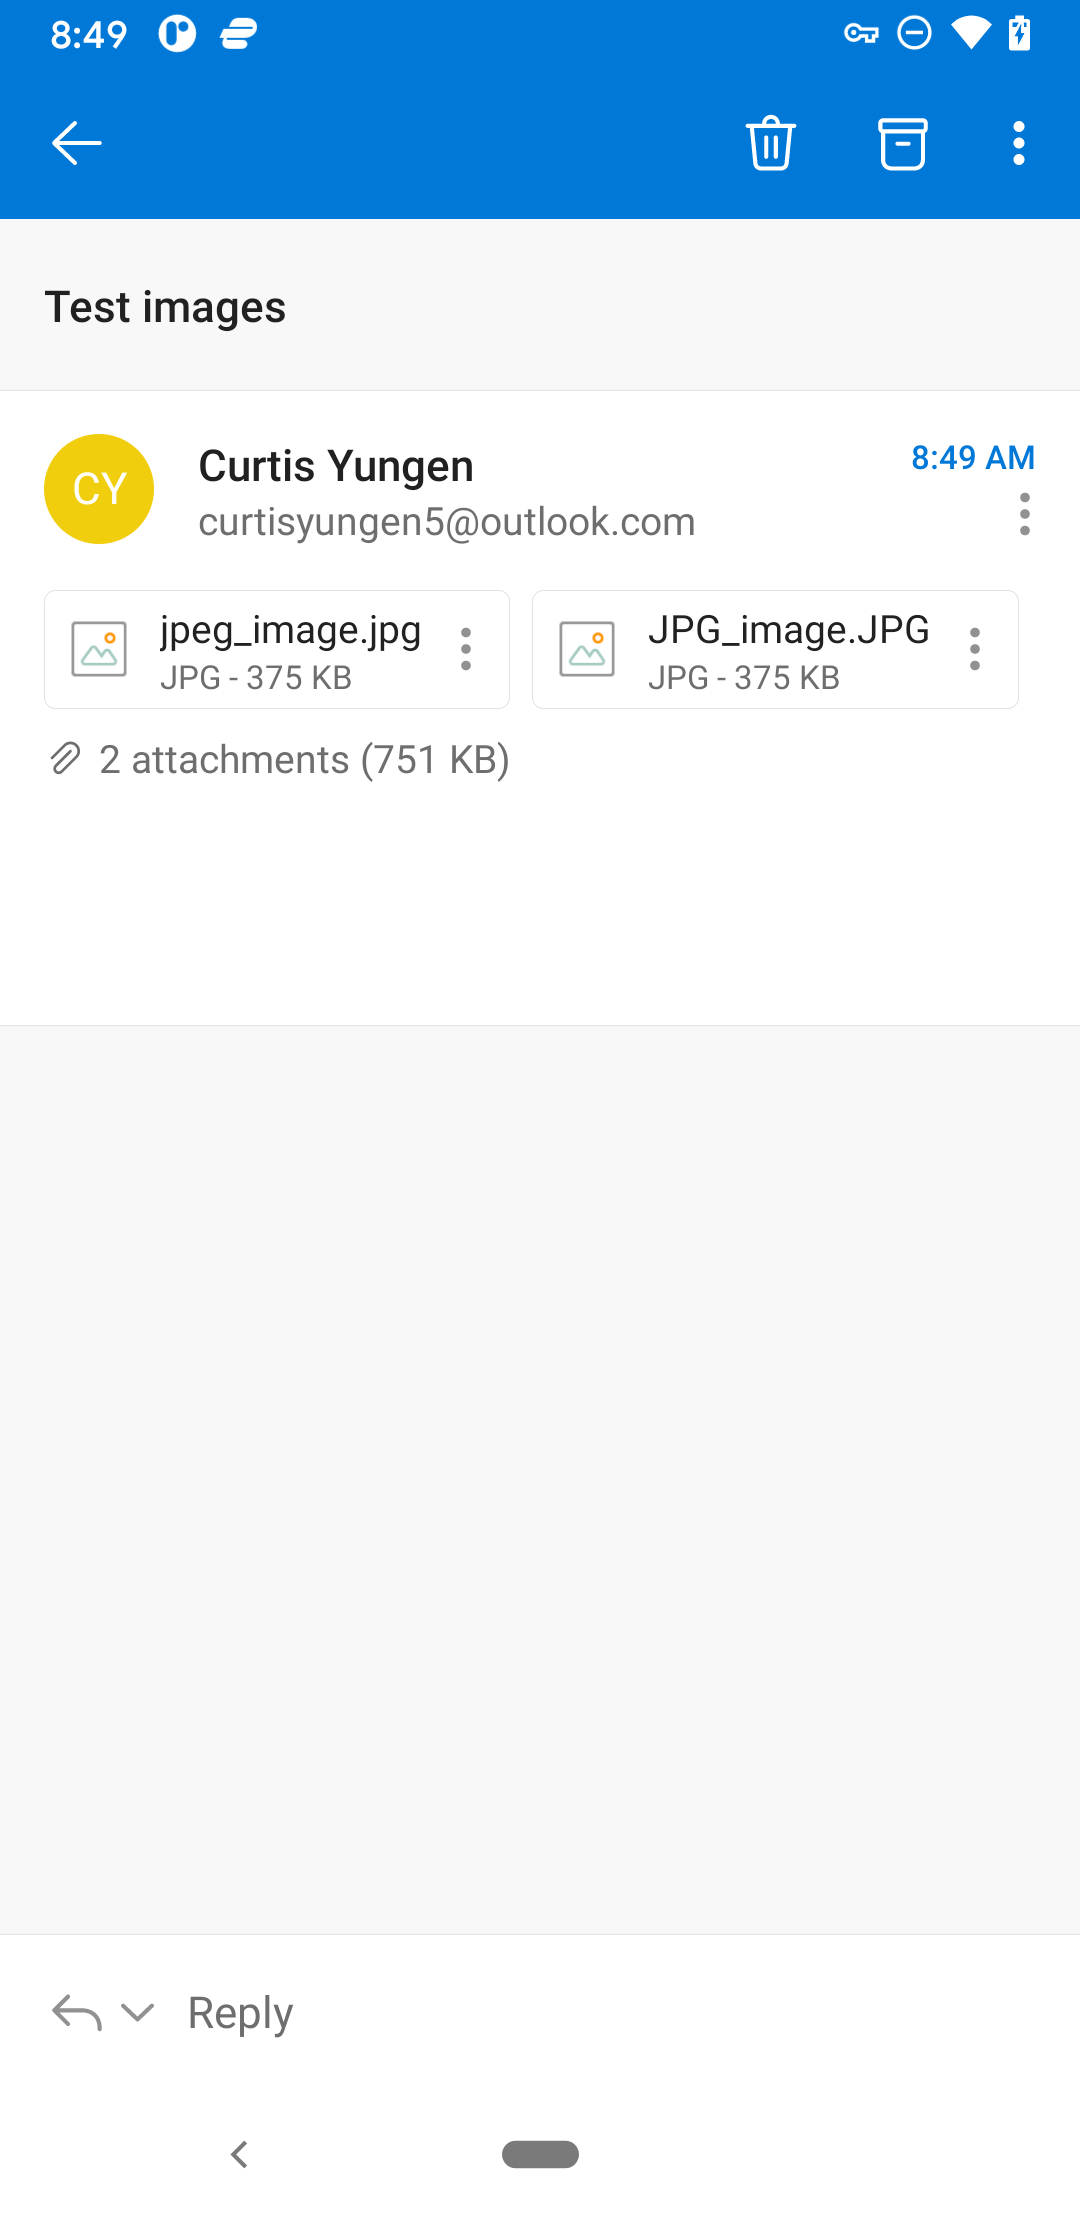 8:49
Test images
CY
Curtis Yungen
8:49 AM
curtisyungen5@outlook.com
jpeg_image.jpg
JPG - 375 KB
JPG_image.JPG
JPG - 375 KB
2 attachments (751 KB)
Reply